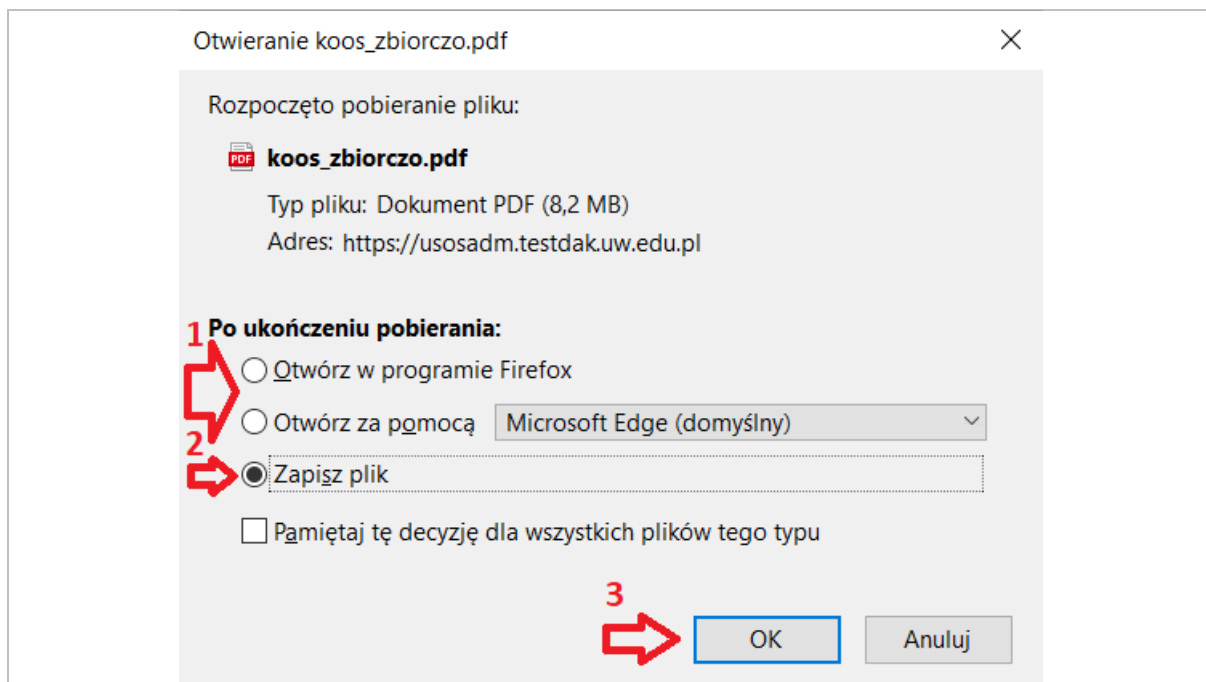 Otwieranie koos_zbiorczo.pdf
Rozpoczęto pobieranie pliku:
PDF koos_zbiorczo.pdf
Typ pliku: Dokument PDF (8,2 MB)
Adres: https://usosadm.testdak.uw.edu.pl
1 Po ukończeniu pobierania:
Otwórz w programie Firefox
Otwórz za pomocą Microsoft Edge (domyślny)
2
Zapisz plik
Pamiętaj tę decyzję dla wszystkich plików tego typu
3
OK Anuluj